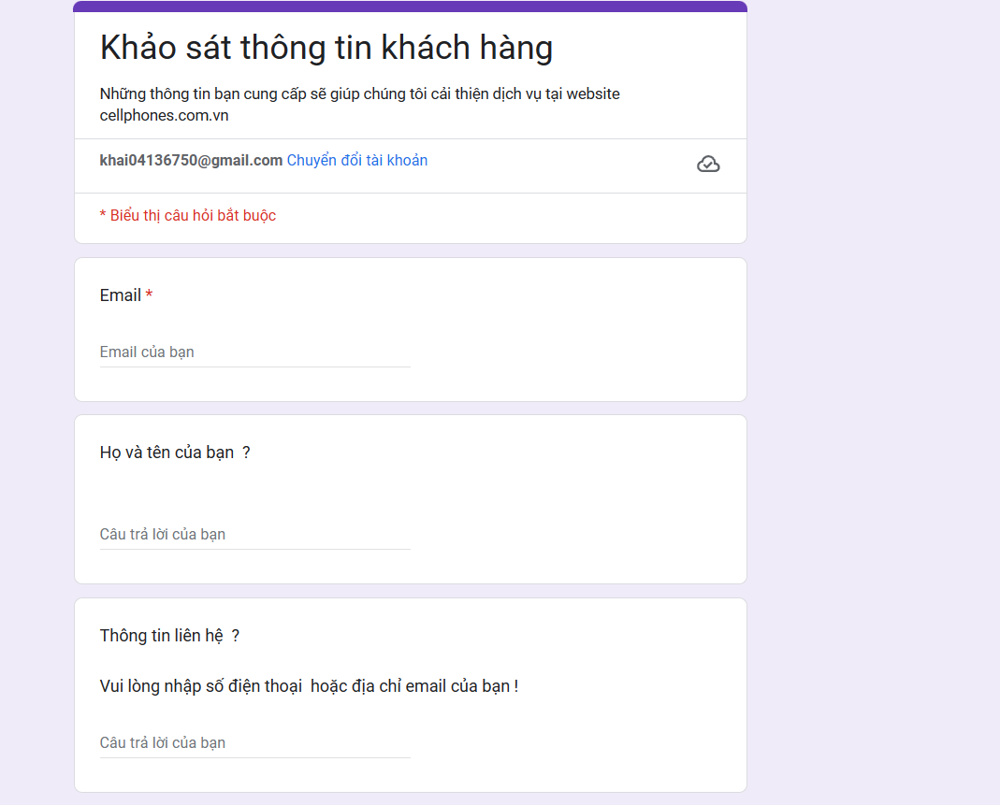 Khảo sát thông tin khách hàng
Những thông tin bạn cung cấp sẽ giúp chúng tôi cải thiện dịch vụ tại website
cellphones.com.vn
khai04136750@gmail.com Chuyển đổi tài khoản
* Biểu thị câu hỏi bắt buộc
Email *
Email của bạn
Họ và tên của bạn  ?
Câu trả lời của bạn
Thông tin liên hệ  ?
Vui lòng nhập số điện thoại  hoặc địa chỉ email của bạn !
Câu trả lời của bạn